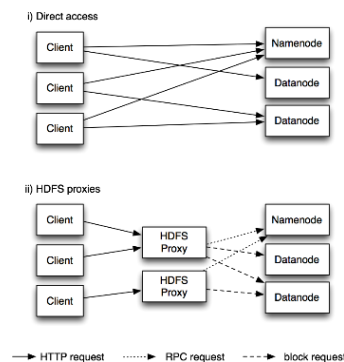 i) Direct access
Client
Client
Client
Namenode
Datanode
Datanode
ii) HDFS proxies
Client
Client
Client
HDFS
Proxy
HDFS
Proxy
Namenode
Datanode
Datanode
HTTP request
RPC request
block request